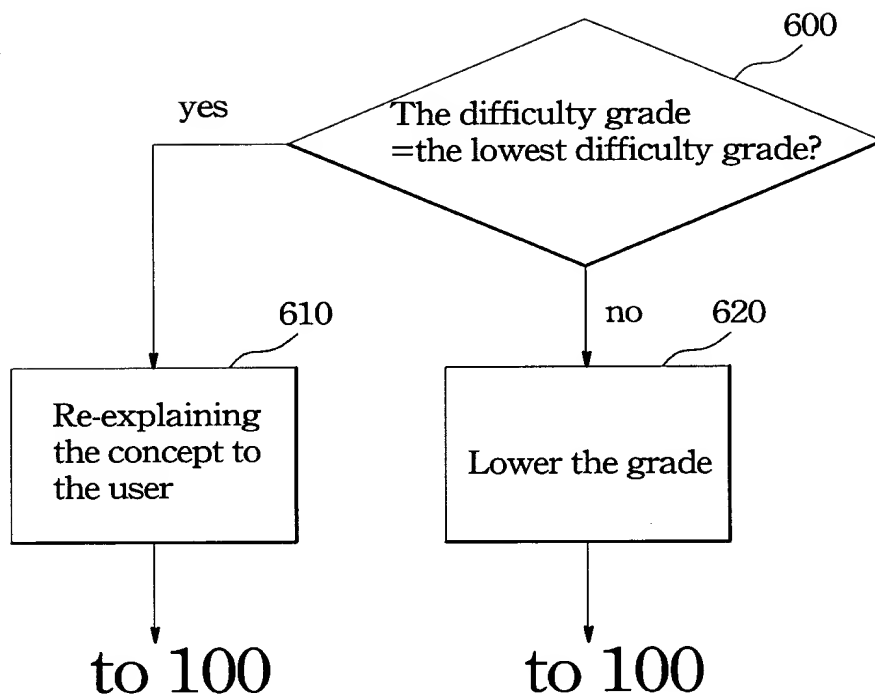 600
yes
The difficulty grade
=the lowest difficulty grade?
610
no
620
Re-explaining
the concept to
the user
Lower the grade
to 100
to 100